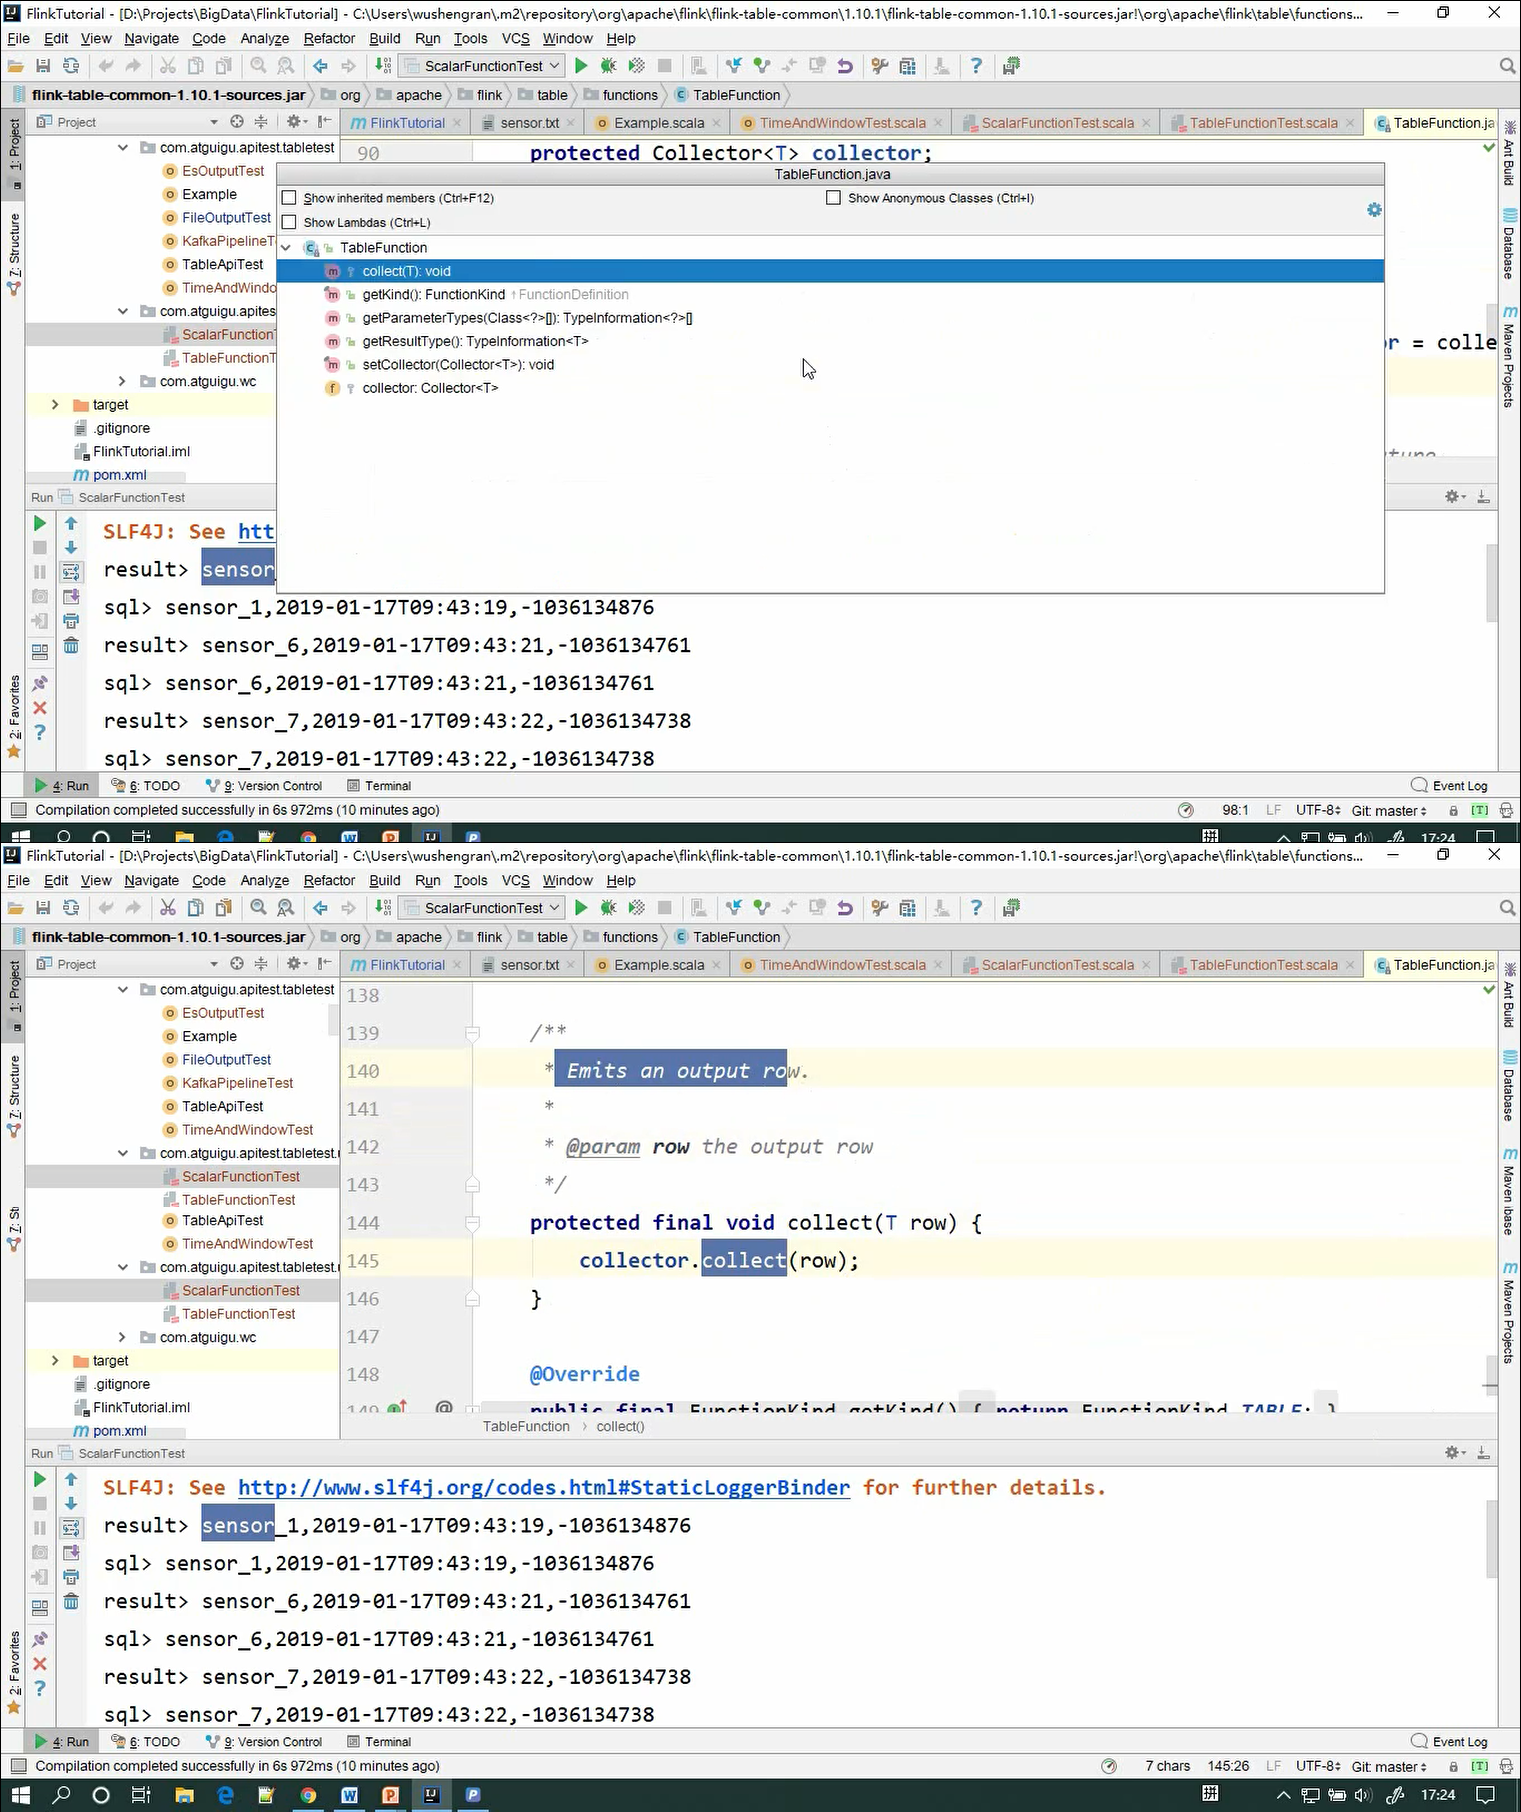 FlinkTutorial - [D:\Projects\BigData\FlinkTutorial] - C:\Users\wushengran\.m2\repository\org\apache\flink\flink-table-common\1.10.1\flink-table-common-1.10.1-sources.jar!\org\apache\flink\table\functions...
File Edit View Navigate Code Analyze Refactor Build Run Tools VCS Window Help
ScalarFunctionTest
flink-table-common-1.10.1-sources.jar org apache flink table functions TableFunction
1: Project
Project
FlinkTutorial sensor.txt Example.scala TimeAndWindowTest.scala ScalarFunctionTest.scala TableFunctionTest.scala TableFunction.ja
com.atguigu.apitest.tabletest
90 protected Collector<T> collector;
EsOutputTest
TableFunction.java
Example
Show inherited members (Ctrl+F12) Show Anonymous Classes (Ctrl+I)
FileOutputTest
Show Lambdas (Ctrl+L)
KafkaPipelineT
TableFunction
TableApiTest
collect(T): void
TimeAndWindo
getKind(): FunctionKind ↑FunctionDefinition
com.atguigu.apites
getParameterTypes(Class<?>[]): TypeInformation<?>[]
ScalarFunction
getResultType(): TypeInformation<T>
r = colle
TableFunctionT
setCollector(Collector<T>): void
com.atguigu.wc
collector: Collector<T>
target
.gitignore
FlinkTutorial.iml
pom.xml
Ant Build
Database
Maven Projects
7: Structure
2: Favorites
Run ScalarFunctionTest
SLF4J: See htt
result> sensor
sql> sensor_1,2019-01-17T09:43:19,-1036134876
result> sensor_6,2019-01-17T09:43:21,-1036134761
sql> sensor_6,2019-01-17T09:43:21,-1036134761
result> sensor_7,2019-01-17T09:43:22,-1036134738
sql> sensor_7,2019-01-17T09:43:22,-1036134738
4: Run 6: TODO 9: Version Control Terminal Event Log
Compilation completed successfully in 6s 972ms (10 minutes ago) 98:1 LF UTF-8 Git: master
拼 17:24
FlinkTutorial - [D:\Projects\BigData\FlinkTutorial] - C:\Users\wushengran\.m2\repository\org\apache\flink\flink-table-common\1.10.1\flink-table-common-1.10.1-sources.jar!\org\apache\flink\table\functions...
File Edit View Navigate Code Analyze Refactor Build Run Tools VCS Window Help
ScalarFunctionTest
flink-table-common-1.10.1-sources.jar org apache flink table functions TableFunction
1: Project
Project
FlinkTutorial sensor.txt Example.scala TimeAndWindowTest.scala ScalarFunctionTest.scala TableFunctionTest.scala TableFunction.ja
com.atguigu.apitest.tabletest
EsOutputTest
Example
FileOutputTest
KafkaPipelineTest
TableApiTest
TimeAndWindowTest
com.atguigu.apitest.tabletest.
ScalarFunctionTest
TableFunctionTest
TableApiTest
TimeAndWindowTest
com.atguigu.apitest.tabletest.
ScalarFunctionTest
TableFunctionTest
com.atguigu.wc
target
.gitignore
FlinkTutorial.iml
pom.xml
138
139 /**
140 * Emits an output row.
141 *
142 * @param row the output row
143 */
144 protected final void collect(T row) {
145 collector.collect(row);
146 }
147
148 @Override
149 public final FunctionKind getKind() { return FunctionKind.TABLE; }
TableFunction collect()
Ant Build
Database
Maven ibase
Maven Projects
7: Structure
7: St
2: Favorites
Run ScalarFunctionTest
SLF4J: See http://www.slf4j.org/codes.html#StaticLoggerBinder for further details.
result> sensor_1,2019-01-17T09:43:19,-1036134876
sql> sensor_1,2019-01-17T09:43:19,-1036134876
result> sensor_6,2019-01-17T09:43:21,-1036134761
sql> sensor_6,2019-01-17T09:43:21,-1036134761
result> sensor_7,2019-01-17T09:43:22,-1036134738
sql> sensor_7,2019-01-17T09:43:22,-1036134738
4: Run 6: TODO 9: Version Control Terminal Event Log
Compilation completed successfully in 6s 972ms (10 minutes ago) 7 chars 145:26 LF UTF-8 Git: master
拼 17:24